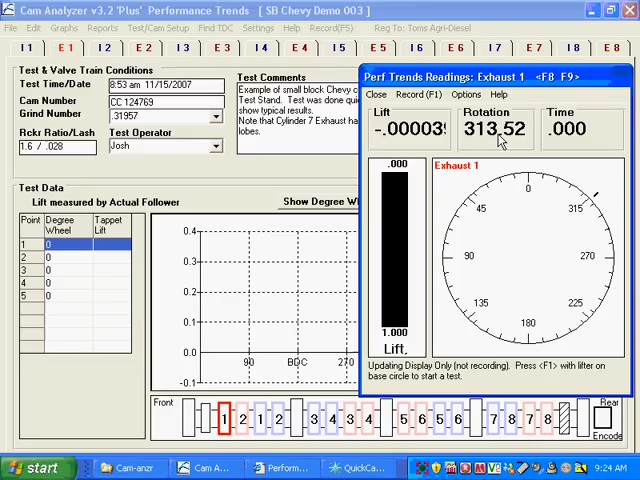 Cam Analyzer v3.2 'Plus' Performance Trends [ SB Chevy Demo 003 ]
File Edit Graphs Reports Test/Cam Setup Find TDC Settings Help Record(F5) Reg To: Toms Agri-Diesel
I 1 E 1 I 2 E 2 I 3 E 3 I 4 E 4 I 5 E 5 I 6 E 6 I 7 E 7 I 8 E 8
Test & Valve Train Conditions
Test Time/Date 8:53 am 11/15/2007
Cam Number CC 124769
Grind Number .31957
Rckr Ratio/Lash Test Operator
1.6 / .028 Josh
Test Comments
Example of small block Chevy c
Test Stand. Test was done quic
show typical results.
Note that Cylinder 7 Exhaust ha
lobes.
Test Data
Lift measured by Actual Follower
Show Degree Wh
Point Degree Wheel Tappet Lift
1 0
2 0
3 0
4 0
5 0
0.4
0.3
0.2
0.1
0.0
-0.1
90 BDC 270
Perf Trends Readings: Exhaust 1 <F8 F9>
Close Record (F1) Options Help
Lift Rotation Time
-.000039 313.52 .000
.000
1.000
Lift,
Exhaust 1
0
45 315
90 270
135 225
180
Updating Display Only (not recording). Press <F1> with lifter on
base circle to start a test.
Front 1 2 1 2 3 4 3 4 5 6 5 6 7 8 7 8 Rear
Encode
start Cam-anzr Cam A... Perform... QuickCa... 9:24 AM